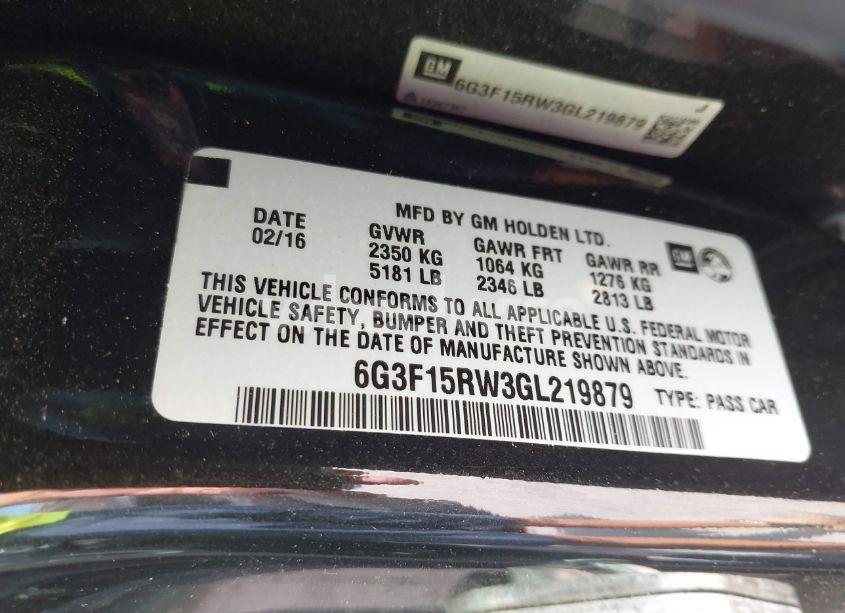 GM
6G3F15RW3GL219879
MFD BY GM HOLDEN LTD.
DATE
02/16
GVWR
2350 KG
5181 LB
GAWR FRT
1064 KG
2346 LB
GAWR RR
1276 KG
2813 LB
GM
THIS VEHICLE CONFORMS TO ALL APPLICABLE U.S. FEDERAL MOTOR
VEHICLE SAFETY, BUMPER AND THEFT PREVENTION STANDARDS IN
EFFECT ON THE DATE OF MANUFACTURE SHOWN ABOVE.
6G3F15RW3GL219879
TYPE: PASS CAR